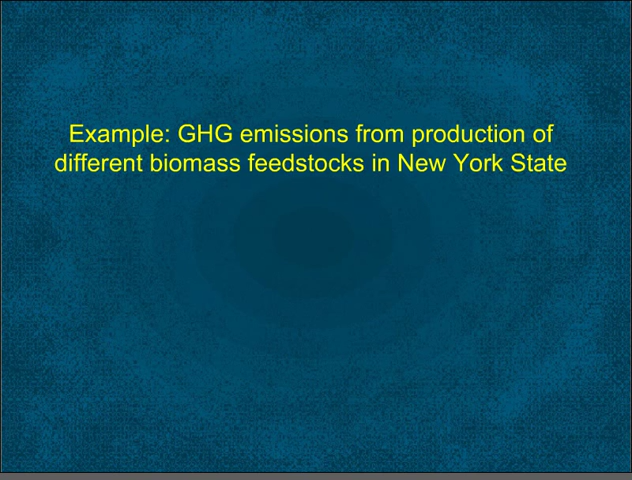 Example: GHG emissions from production of
different biomass feedstocks in New York State